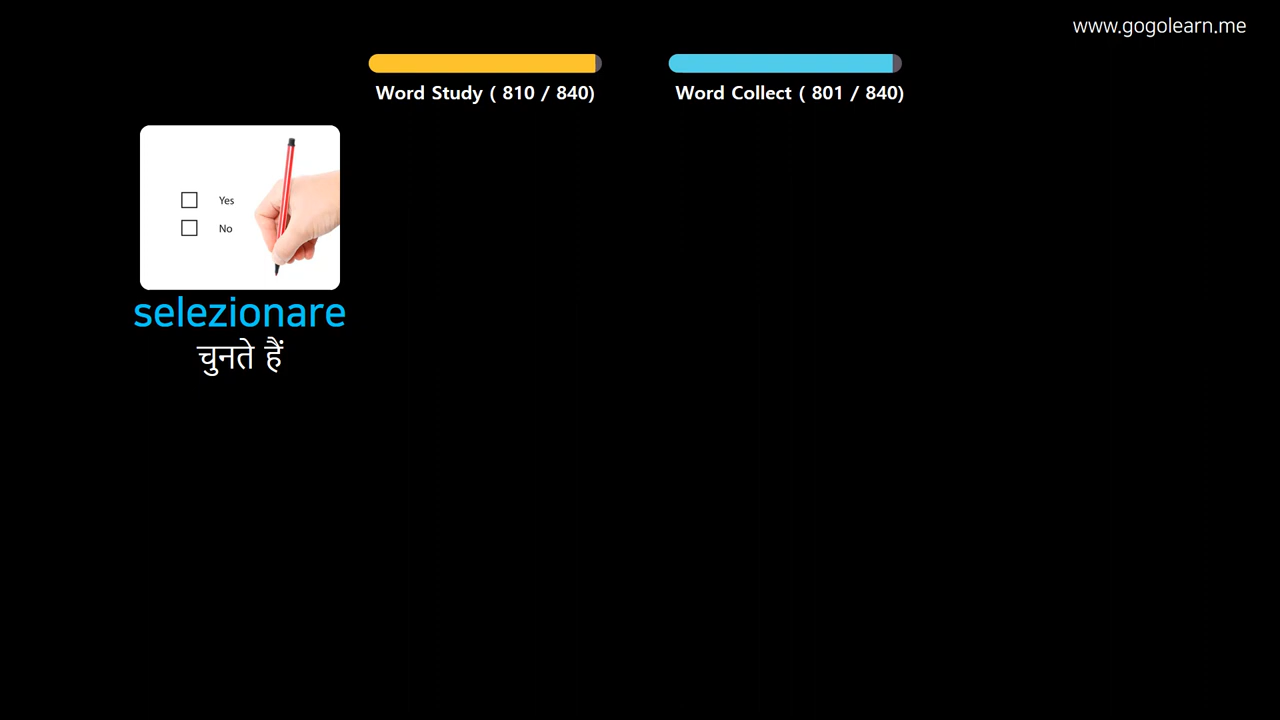 www.gogolearn.me
Word Study ( 810 / 840)
Word Collect ( 801 / 840)
Yes
No
selezionare
चुनते हैं